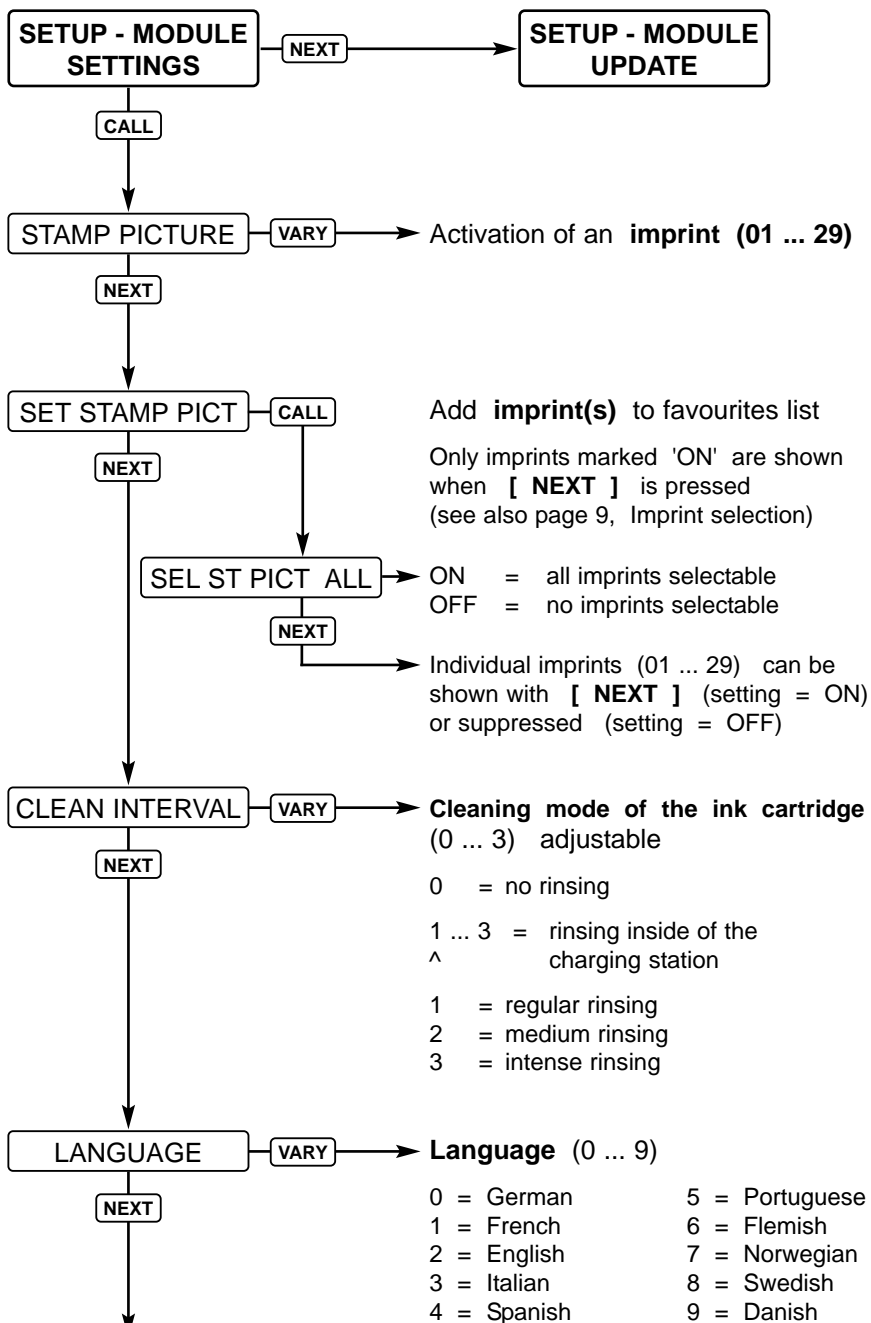 SETUP - MODULE SETTINGS
NEXT
SETUP - MODULE UPDATE
CALL
STAMP PICTURE
VARY
Activation of an imprint (01 ... 29)
NEXT
SET STAMP PICT
CALL
Add imprint(s) to favourites list
NEXT
Only imprints marked 'ON' are shown
when [ NEXT ] is pressed
(see also page 9, Imprint selection)
SEL ST PICT ALL
ON = all imprints selectable
OFF = no imprints selectable
NEXT
Individual imprints (01 ... 29) can be
shown with [ NEXT ] (setting = ON)
or suppressed (setting = OFF)
CLEAN INTERVAL
VARY
Cleaning mode of the ink cartridge
(0 ... 3) adjustable
NEXT
0 = no rinsing
1 ... 3 = rinsing inside of the
^ charging station
1 = regular rinsing
2 = medium rinsing
3 = intense rinsing
LANGUAGE
VARY
Language (0 ... 9)
NEXT
0 = German 5 = Portuguese
1 = French 6 = Flemish
2 = English 7 = Norwegian
3 = Italian 8 = Swedish
4 = Spanish 9 = Danish